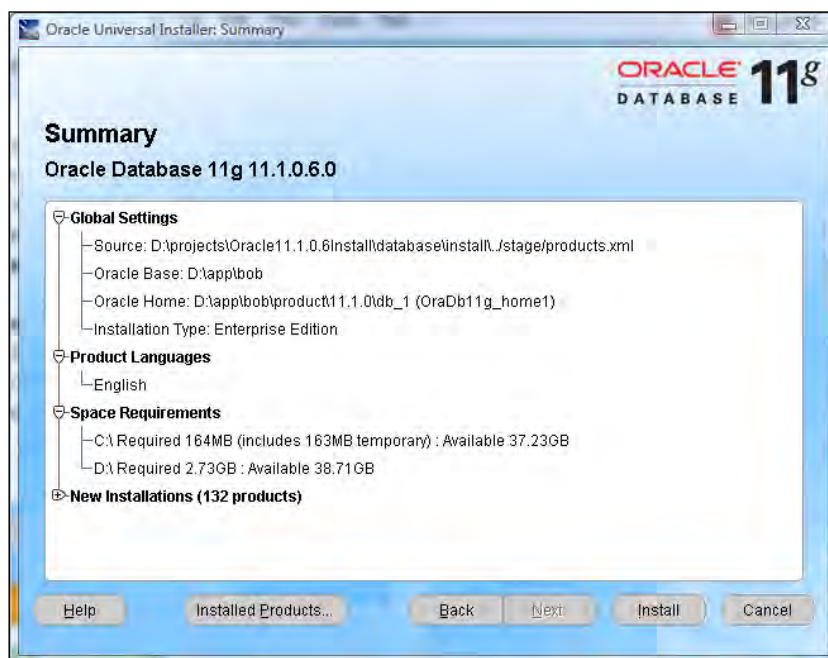 Oracle Universal Installer: Summary
ORACLE
DATABASE
11g
Summary
Oracle Database 11g 11.1.0.6.0
Global Settings
Source: D:\projects\Oracle11.1.0.6Install\database\install\../stage/products.xml
Oracle Base: D:\app\bob
Oracle Home: D:\app\bob\product\11.1.0\db_1 (OraDb11g_home1)
Installation Type: Enterprise Edition
Product Languages
English
Space Requirements
C:\ Required 164MB (includes 163MB temporary) : Available 37.23GB
D:\ Required 2.73GB : Available 38.71GB
New Installations (132 products)
Help Installed Products... Back Next Install Cancel